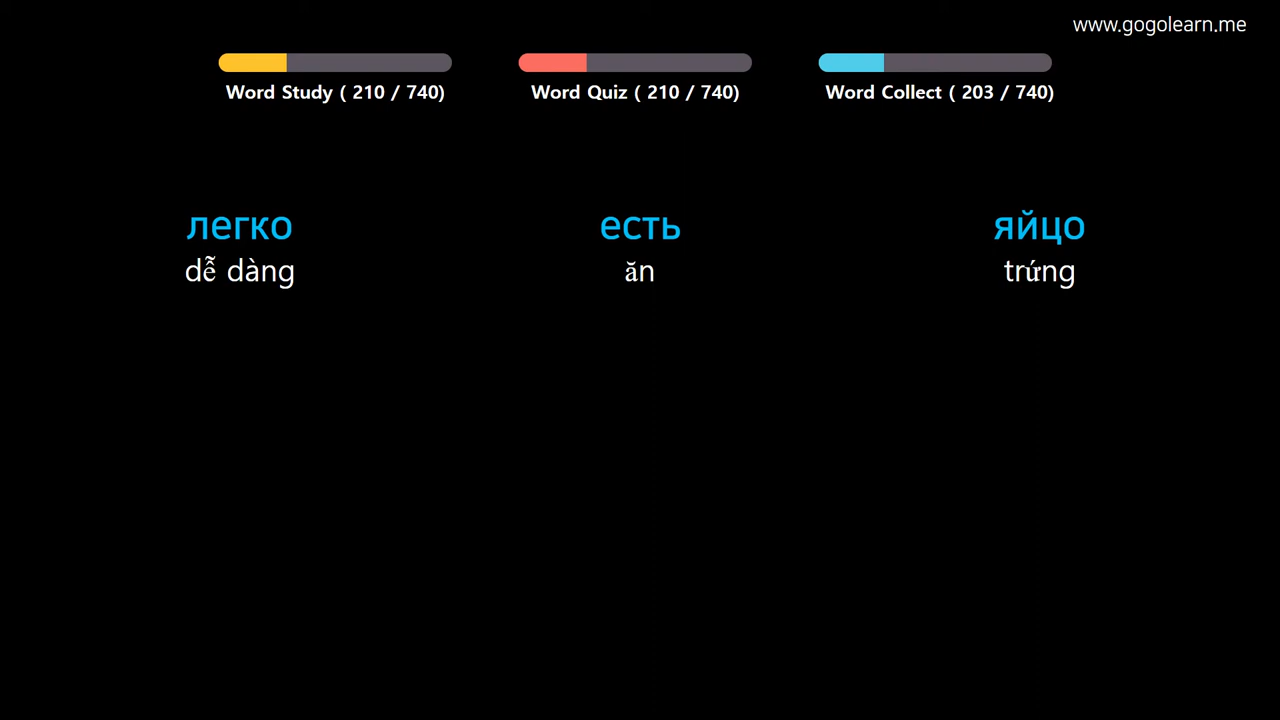 www.gogolearn.me
Word Study ( 210 / 740)
Word Quiz ( 210 / 740)
Word Collect ( 203 / 740)
легко
dễ dàng
есть
ăn
яйцо
trứng